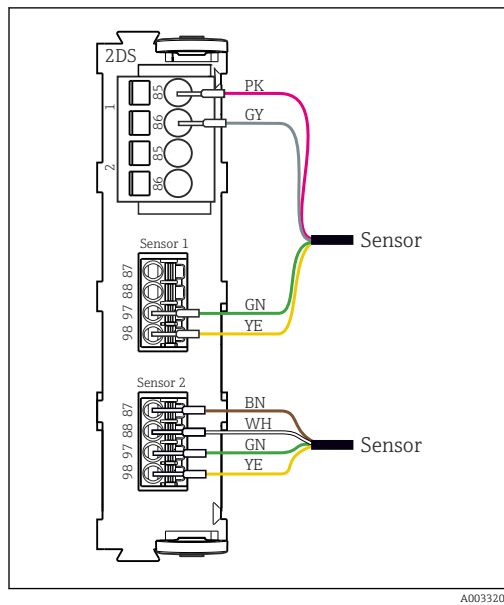 2DS
1
85
PK
86
GY
2
85
86
Sensor
Sensor 1
87
88
97
GN
98
YE
Sensor 2
87
BN
88
WH
97
GN
Sensor
98
YE
A003320